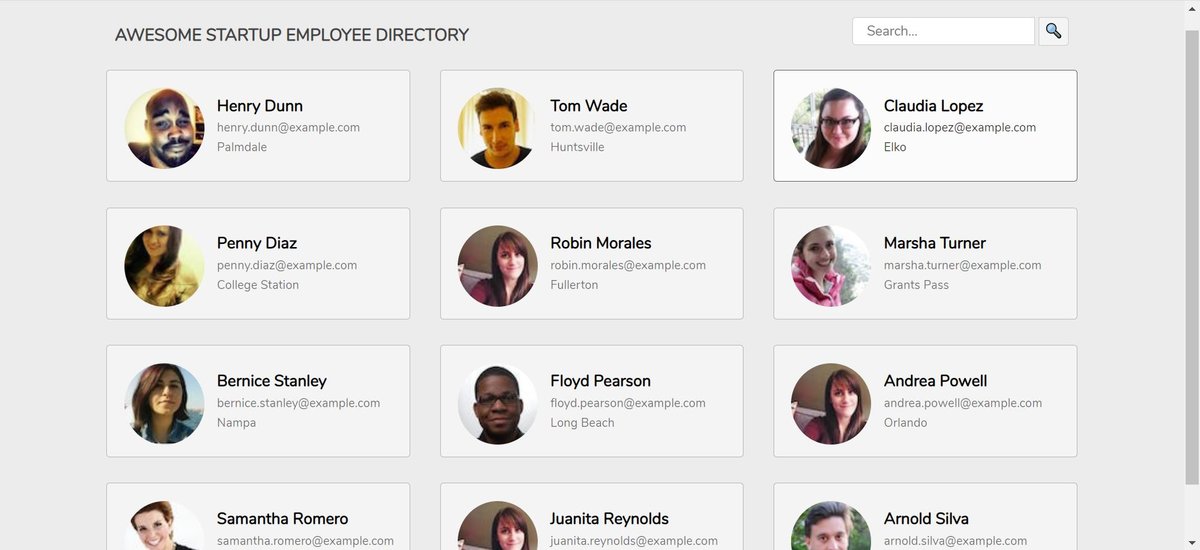 AWESOME STARTUP EMPLOYEE DIRECTORY
Search...
Henry Dunn
henry.dunn@example.com
Palmdale
Tom Wade
tom.wade@example.com
Huntsville
Claudia Lopez
claudia.lopez@example.com
Elko
Penny Diaz
penny.diaz@example.com
College Station
Robin Morales
robin.morales@example.com
Fullerton
Marsha Turner
marsha.turner@example.com
Grants Pass
Bernice Stanley
bernice.stanley@example.com
Nampa
Floyd Pearson
floyd.pearson@example.com
Long Beach
Andrea Powell
andrea.powell@example.com
Orlando
Samantha Romero
samantha.romero@example.com
Juanita Reynolds
juanita.reynolds@example.com
Arnold Silva
arnold.silva@example.com